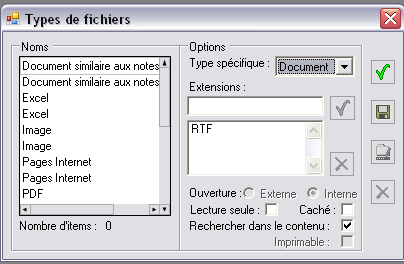 Types de fichiers
Noms
Document similaire aux notes
Document similaire aux notes
Excel
Excel
Image
Image
Pages Internet
Pages Internet
PDF
Nombre d'items : 0
Options
Type spécifique : Document
Extensions :
RTF
Ouverture : Externe Interne
Lecture seule : Caché :
Rechercher dans le contenu :
Imprimable :